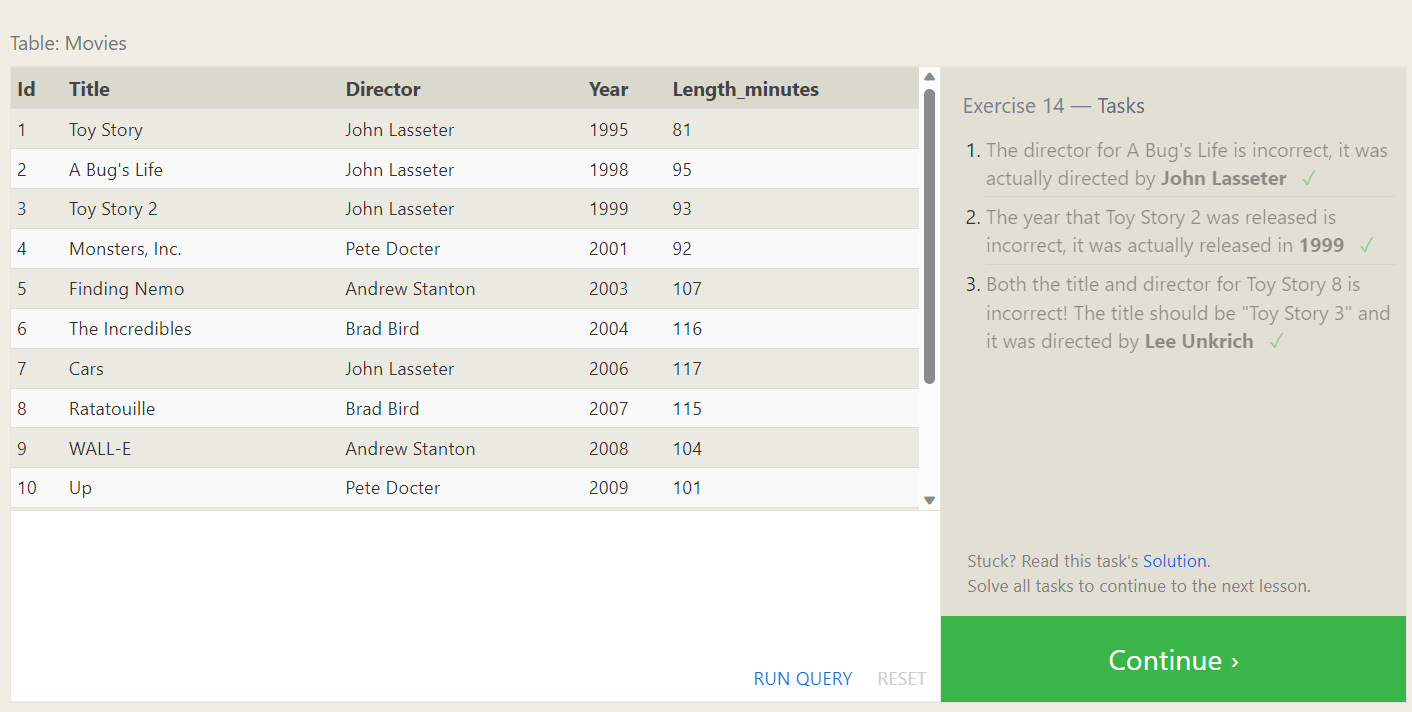 Table: Movies
Id Title Director Year Length_minutes
1 Toy Story John Lasseter 1995 81
2 A Bug's Life John Lasseter 1998 95
3 Toy Story 2 John Lasseter 1999 93
4 Monsters, Inc. Pete Docter 2001 92
5 Finding Nemo Andrew Stanton 2003 107
6 The Incredibles Brad Bird 2004 116
7 Cars John Lasseter 2006 117
8 Ratatouille Brad Bird 2007 115
9 WALL-E Andrew Stanton 2008 104
10 Up Pete Docter 2009 101
RUN QUERY RESET
Exercise 14 — Tasks
1. The director for A Bug's Life is incorrect, it was
actually directed by John Lasseter ✓
2. The year that Toy Story 2 was released is
incorrect, it was actually released in 1999 ✓
3. Both the title and director for Toy Story 8 is
incorrect! The title should be "Toy Story 3" and
it was directed by Lee Unkrich ✓
Stuck? Read this task's Solution.
Solve all tasks to continue to the next lesson.
Continue ›